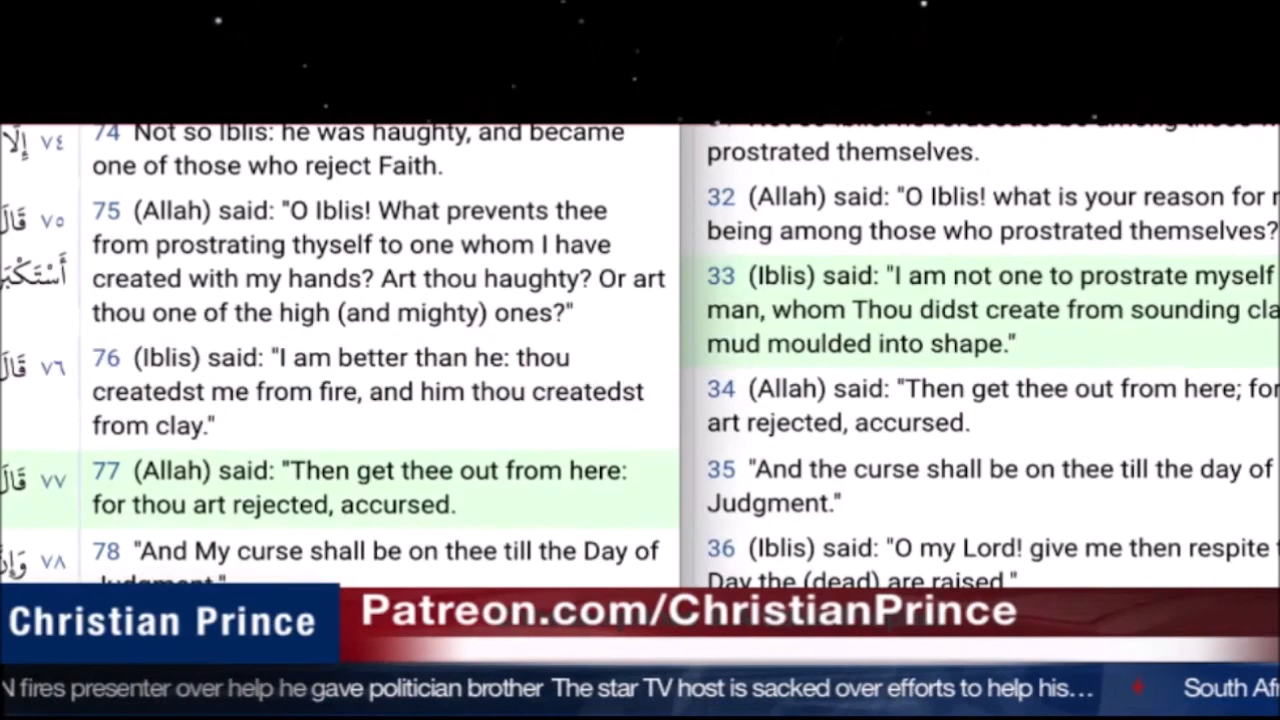 إِلَّا ٧٤ 74 Not so Iblis: he was haughty, and became
one of those who reject Faith.
قَالَ ٧٥ 75 (Allah) said: "O Iblis! What prevents thee
from prostrating thyself to one whom I have
أَسْتَكْبَر created with my hands? Art thou haughty? Or art
thou one of the high (and mighty) ones?"
قَالَ ٧٦ 76 (Iblis) said: "I am better than he: thou
createdst me from fire, and him thou createdst
from clay."
قَالَ ٧٧ 77 (Allah) said: "Then get thee out from here:
for thou art rejected, accursed.
وَإِنَّ ٧٨ 78 "And My curse shall be on thee till the Day of
Judgment."
prostrated themselves.
32 (Allah) said: "O Iblis! what is your reason for
being among those who prostrated themselves?
33 (Iblis) said: "I am not one to prostrate myself
man, whom Thou didst create from sounding
mud moulded into shape."
34 (Allah) said: "Then get thee out from here;
art rejected, accursed.
35 "And the curse shall be on thee till the day of
Judgment."
36 (Iblis) said: "O my Lord! give me then respite
Day the (dead) are raised."
Christian Prince
Patreon.com/ChristianPrince
N fires presenter over help he gave politician brother The star TV host is sacked over efforts to help his... South